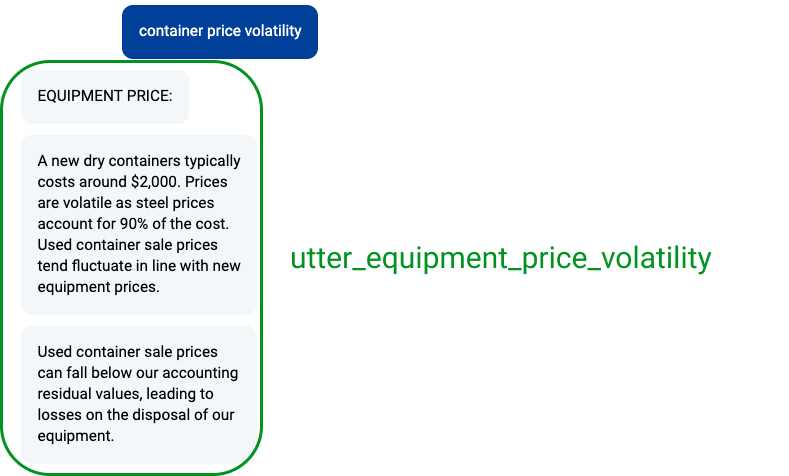 container price volatility
EQUIPMENT PRICE:
A new dry containers typically
costs around $2,000. Prices
are volatile as steel prices
account for 90% of the cost.
Used container sale prices
tend fluctuate in line with new
equipment prices.
utter_equipment_price_volatility
Used container sale prices
can fall below our accounting
residual values, leading to
losses on the disposal of our
equipment.